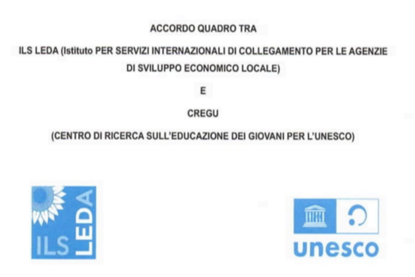 ACCORDO QUADRO TRA
ILS LEDA (Istituto PER SERVIZI INTERNAZIONALI DI COLLEGAMENTO PER LE AGENZIE
DI SVILUPPO ECONOMICO LOCALE)
E
CREGU
(CENTRO DI RICERCA SULL'EDUCAZIONE DEI GIOVANI PER L'UNESCO)
ILS LEDA
unesco